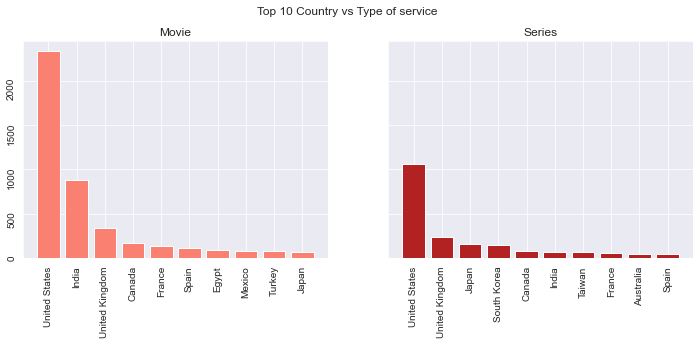 Top 10 Country vs Type of service
Movie
Series
2000
1500
1000
500
0
United States
India
United Kingdom
Canada
France
Spain
Egypt
Mexico
Turkey
Japan
United States
United Kingdom
Japan
South Korea
Canada
India
Taiwan
France
Australia
Spain